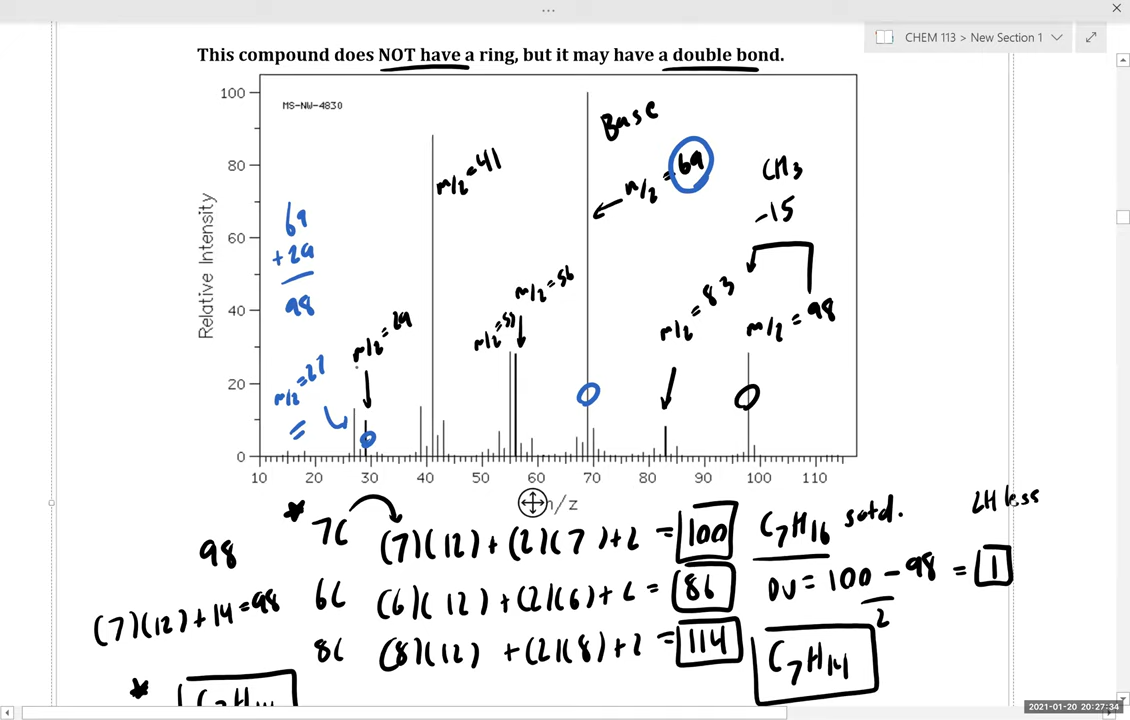 CHEM 113 > New Section 1
This compound does NOT have a ring, but it may have a double bond.
MS-NW-4830
100
80
60
40
20
0
Relative Intensity
10 20 30 40 50 60 70 80 90 100 110
m/z
Base
m/z = 69
m/z = 41
CH3
-15
m/z = 98
m/z = 83
m/z = 56
m/z = 55
m/z = 29
69
+29
98
m/z = 27
7C (7)(12) + (2)(7) + 2 = 100 C7H16 satd.
2H less
98
6C (6)(12) + (2)(6) + 2 = 86 DU = 100 - 98 = 1
2
(7)(12) + 14 = 98
8C (8)(12) + (2)(8) + 2 = 114 C7H14
C7H14
2021-01-20 20:27:34